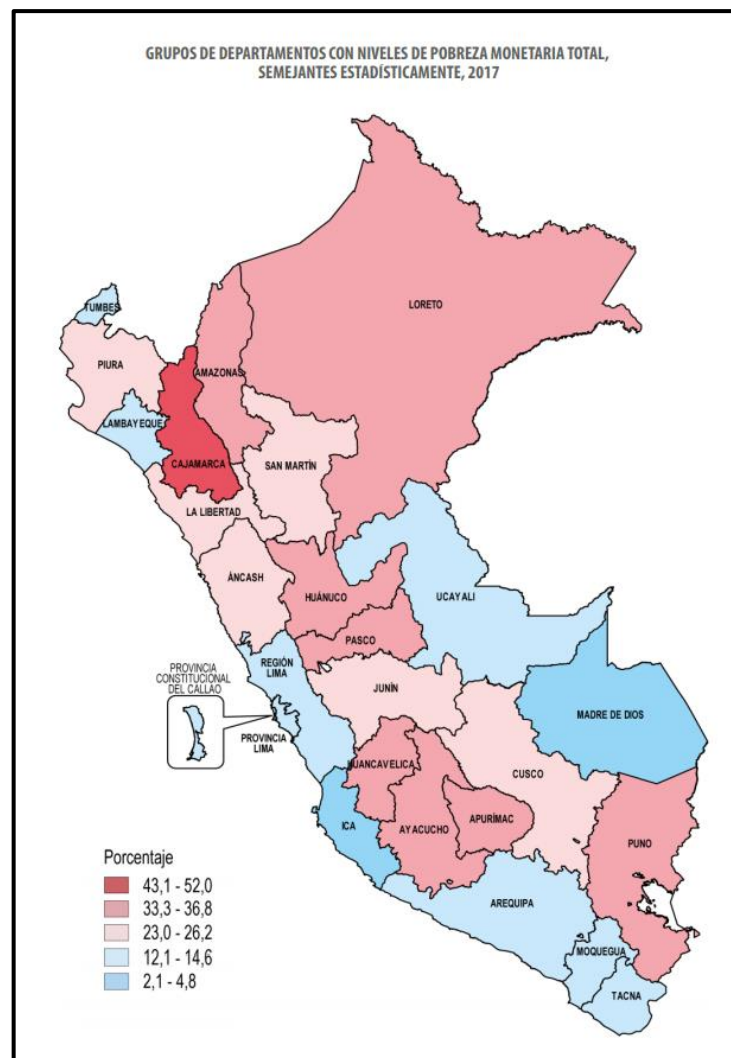 GRUPOS DE DEPARTAMENTOS CON NIVELES DE POBREZA MONETARIA TOTAL,
SEMEJANTES ESTADÍSTICAMENTE, 2017
LORETO
TUMBES
PIURA
AMAZONAS
LAMBAYEQUE
CAJAMARCA
SAN MARTÍN
LA LIBERTAD
ÁNCASH
HUÁNUCO
UCAYALI
PASCO
PROVINCIA
CONSTITUCIONAL
DEL CALLAO
REGIÓN
LIMA
JUNÍN
MADRE DE DIOS
PROVINCIA
LIMA
HUANCAVELICA
CUSCO
ICA
AYACUCHO
APURÍMAC
PUNO
AREQUIPA
MOQUEGUA
TACNA
Porcentaje
43,1 - 52,0
33,3 - 36,8
23,0 - 26,2
12,1 - 14,6
2,1 - 4,8